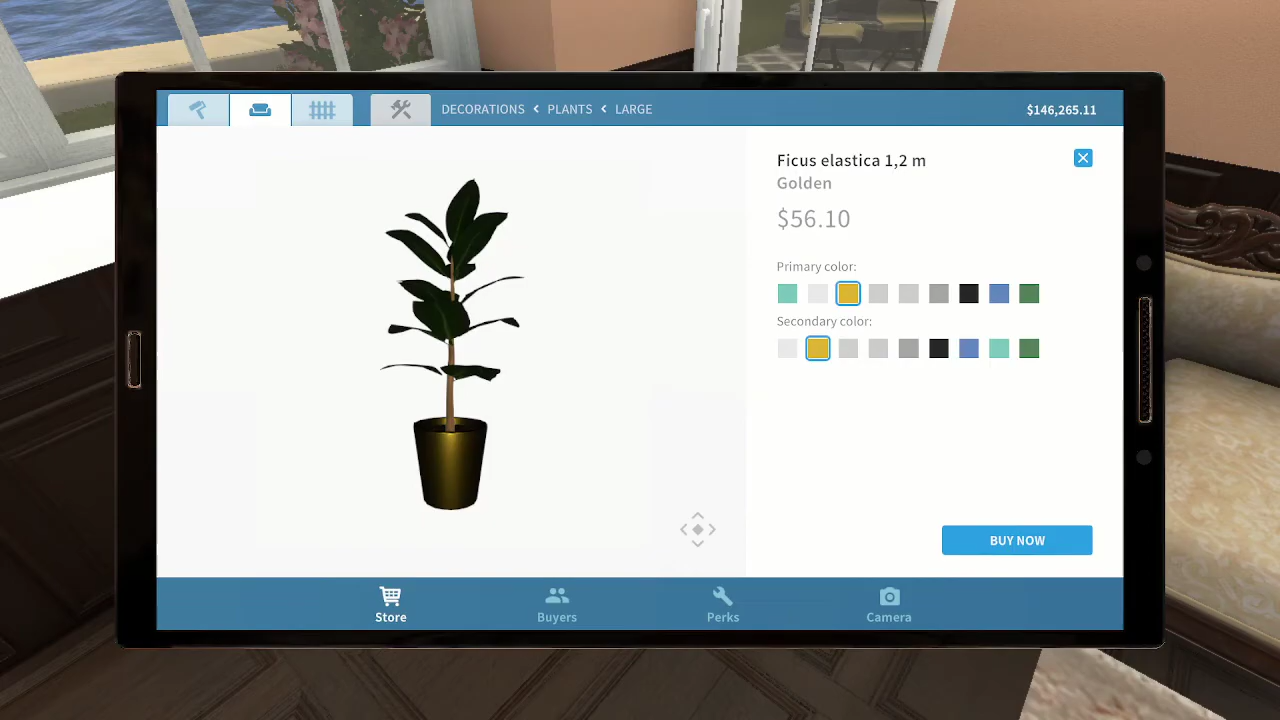 DECORATIONS < PLANTS < LARGE
$146,265.11
Ficus elastica 1,2 m
Golden
$56.10
Primary color:
Secondary color:
BUY NOW
Store
Buyers
Perks
Camera